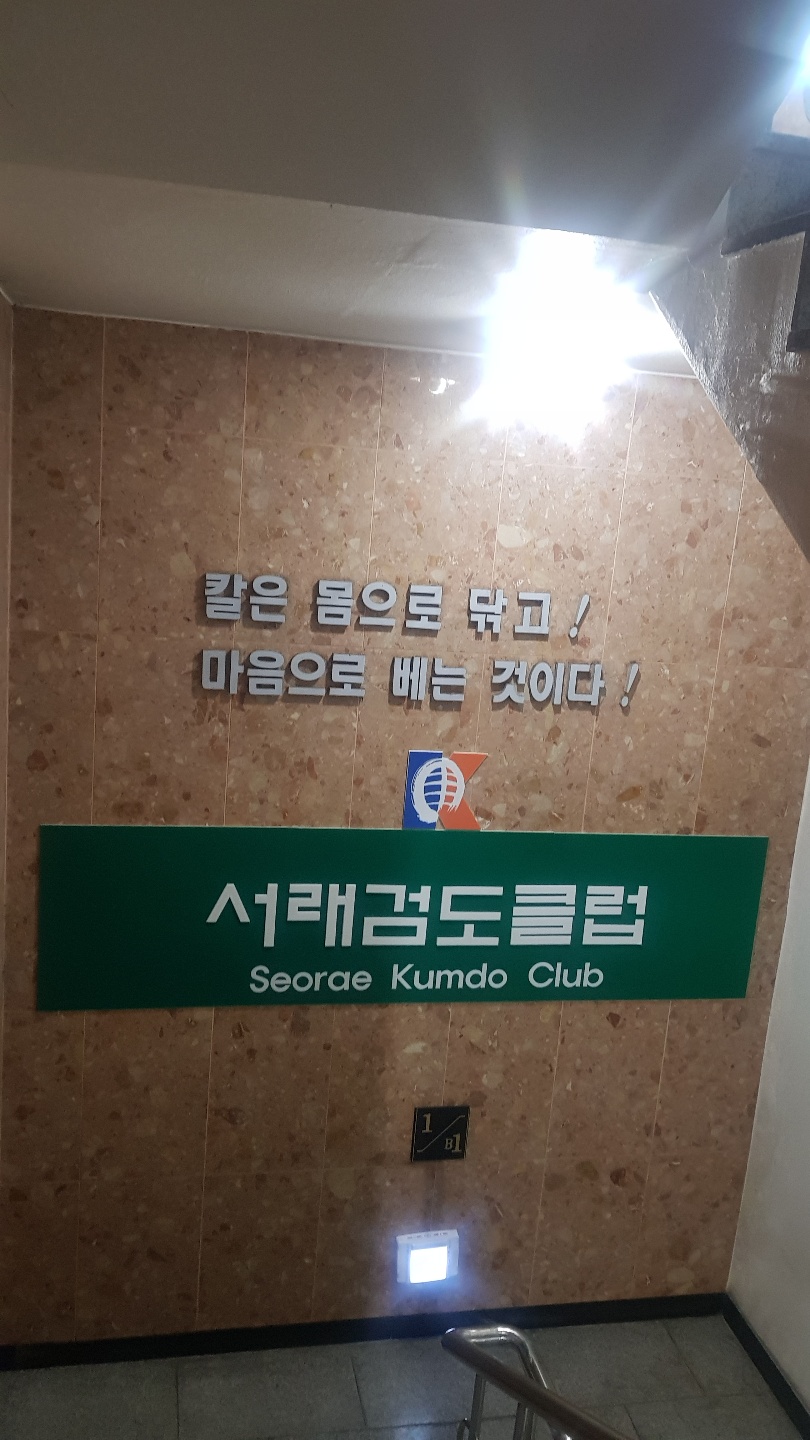 칼은 몸으로 닦고!
마음으로 베는 것이다!
K
서래검도클럽
Seorae Kumdo Club
1/B1